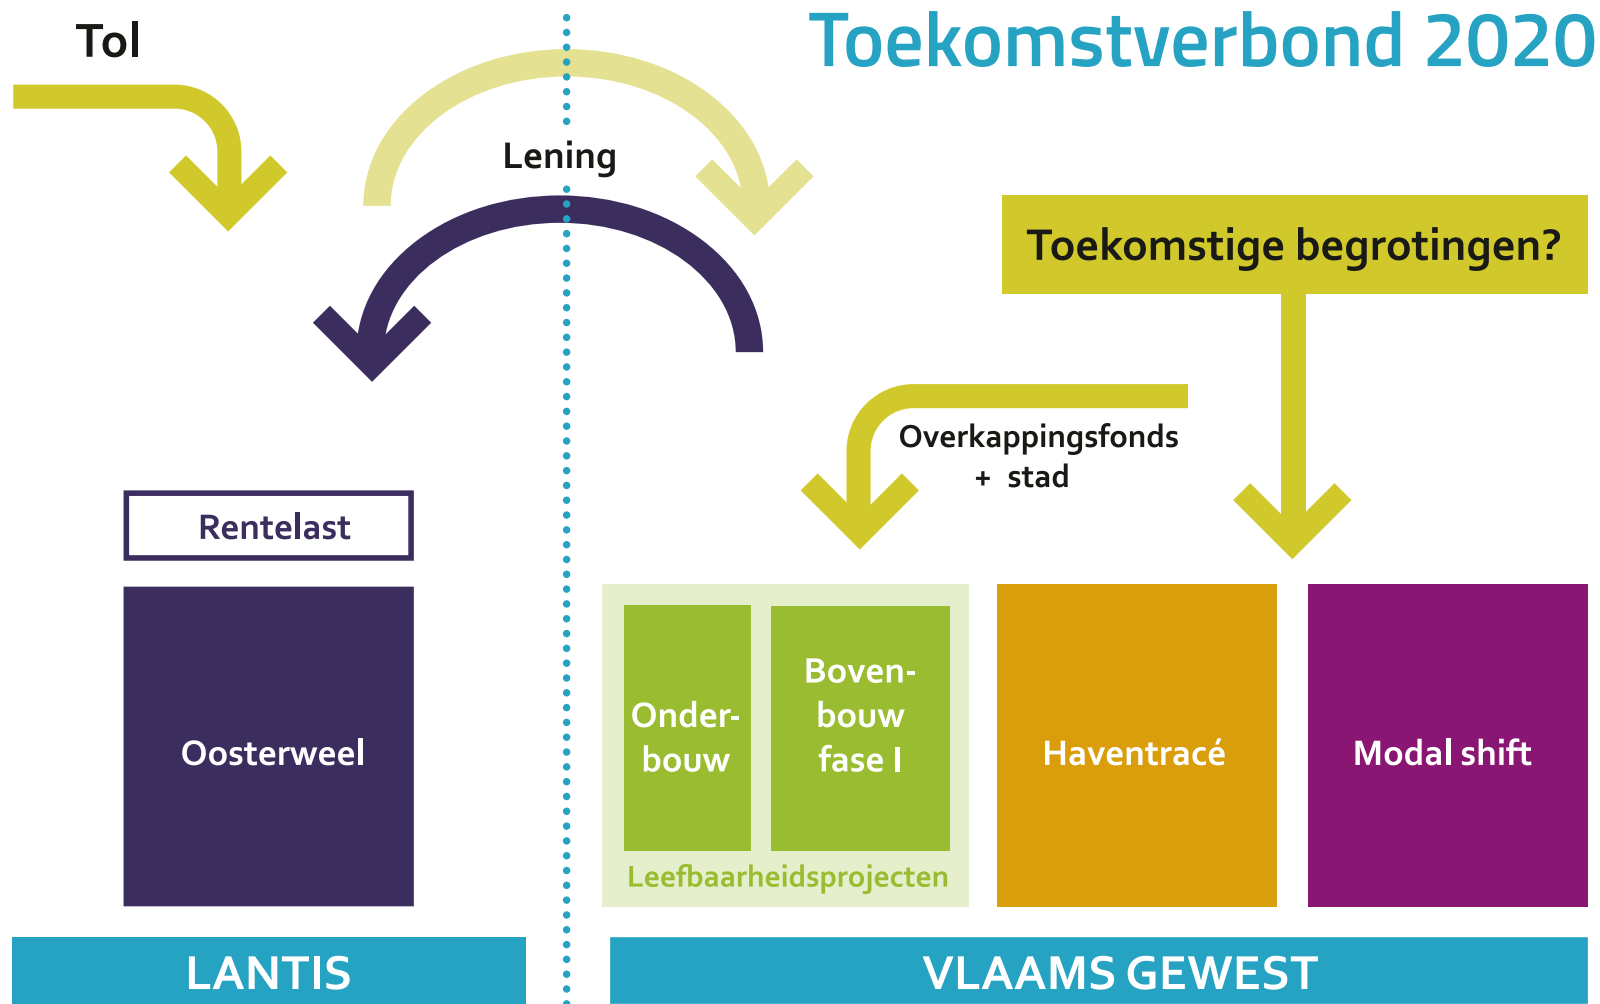 Toekomstverbond 2020
Tol
Lening
Toekomstige begrotingen?
Overkappingsfonds
+ stad
Rentelast
Oosterweel
Onder-
bouw
Boven-
bouw
fase I
Leefbaarheidsprojecten
Haventracé
Modal shift
LANTIS
VLAAMS GEWEST